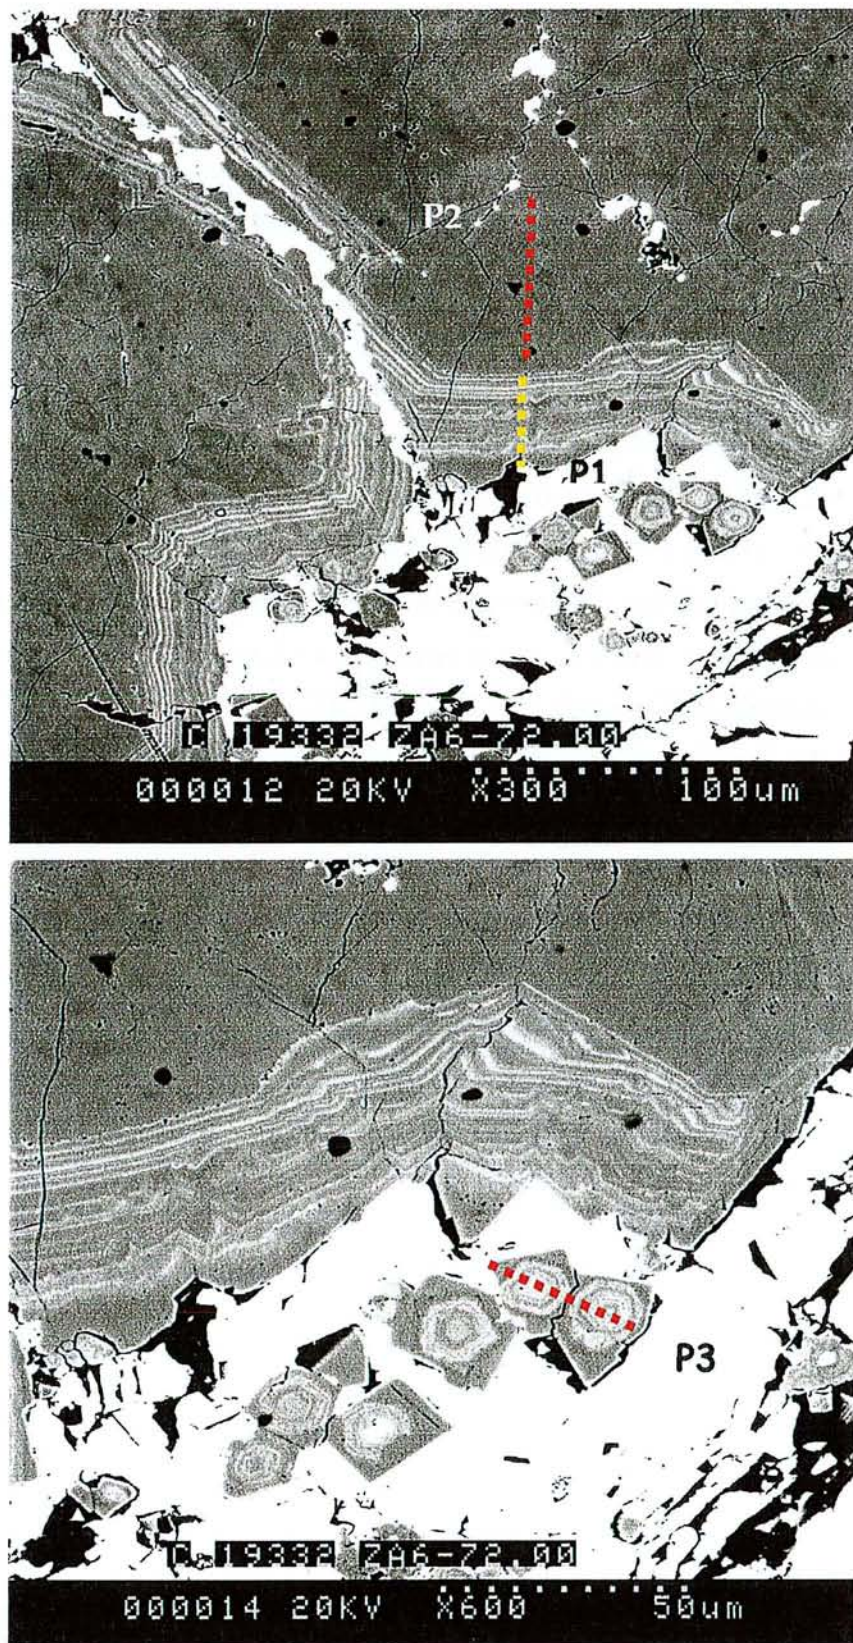 P2
P1
C 19332 ZA6-72.00
000012 20KV X300 100um
P3
C 19332 ZA6-72.00
000014 20KV X600 50um